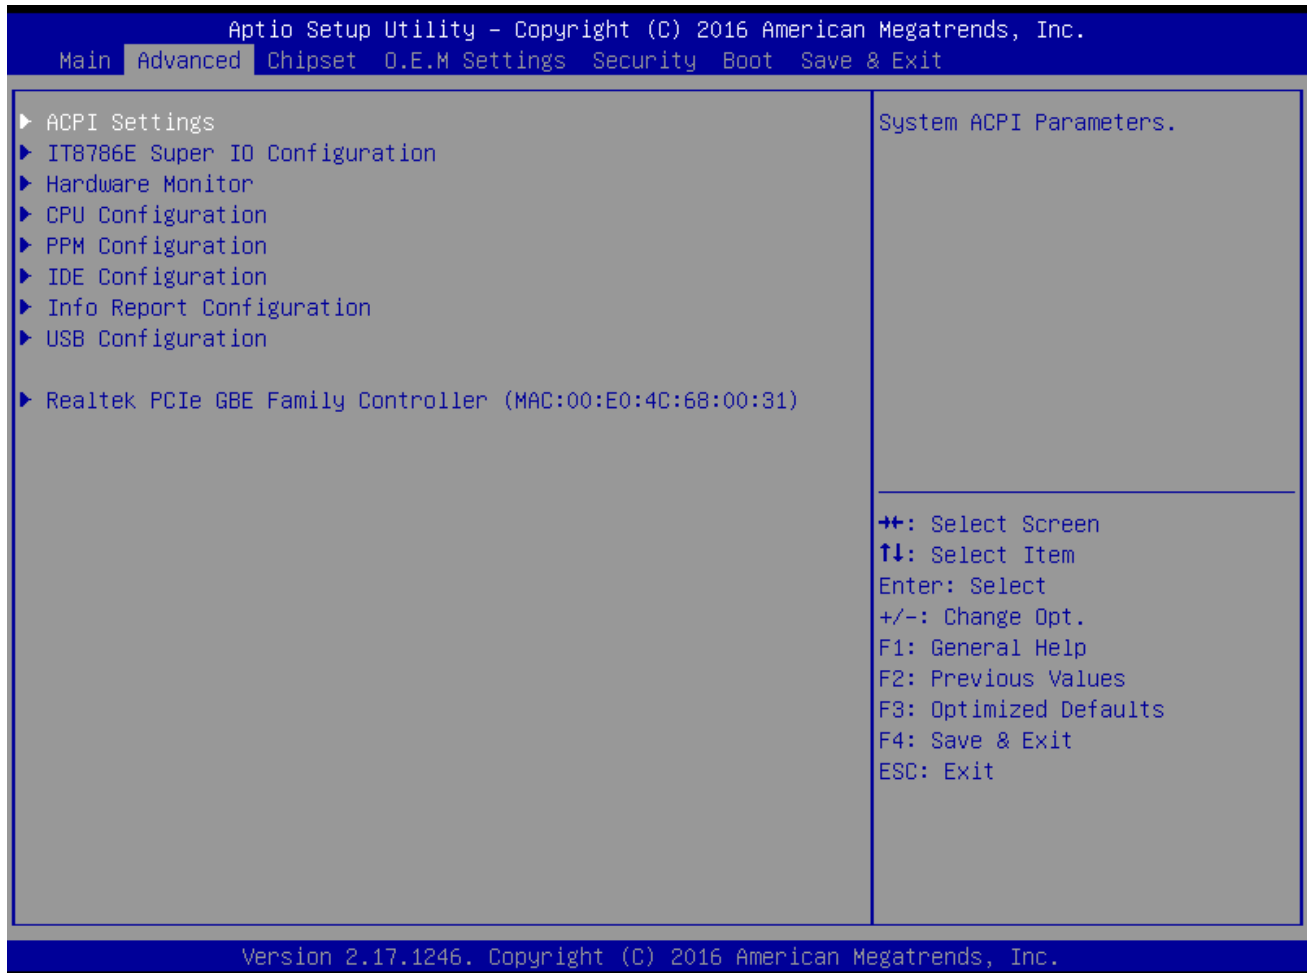 Aptio Setup Utility – Copyright (C) 2016 American Megatrends, Inc.
Main Advanced Chipset O.E.M Settings Security Boot Save & Exit
ACPI Settings
IT8786E Super IO Configuration
Hardware Monitor
CPU Configuration
PPM Configuration
IDE Configuration
Info Report Configuration
USB Configuration
Realtek PCIe GBE Family Controller (MAC:00:E0:4C:68:00:31)
System ACPI Parameters.
→←: Select Screen
↑↓: Select Item
Enter: Select
+/-: Change Opt.
F1: General Help
F2: Previous Values
F3: Optimized Defaults
F4: Save & Exit
ESC: Exit
Version 2.17.1246. Copyright (C) 2016 American Megatrends, Inc.